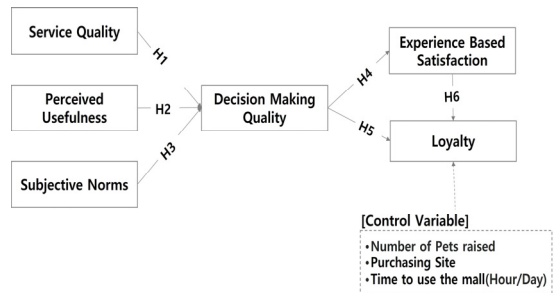 Service Quality
H1
Perceived
Usefulness
H2
Subjective Norms
H3
Decision Making
Quality
H4
Experience Based
Satisfaction
H5
H6
Loyalty
[Control Variable]
•Number of Pets raised
•Purchasing Site
•Time to use the mall(Hour/Day)